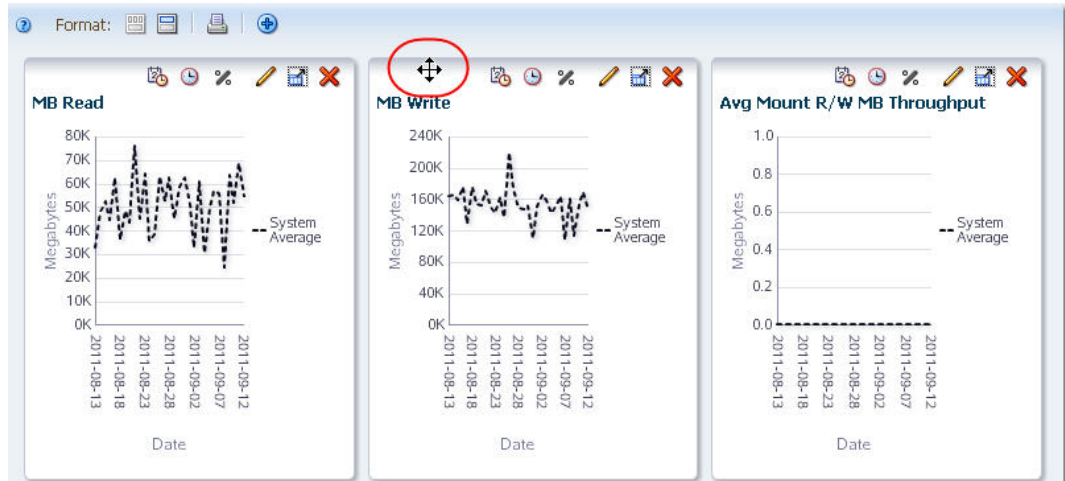 Format:
MB Read
80K
70K
60K
50K
40K
30K
20K
10K
0K
Megabytes
2011-08-13
2011-08-18
2011-08-23
2011-08-28
2011-09-02
2011-09-07
2011-09-12
Date
System
Average
MB Write
240K
200K
160K
120K
80K
40K
0K
Megabytes
2011-08-13
2011-08-18
2011-08-23
2011-08-28
2011-09-02
2011-09-07
2011-09-12
Date
System
Average
Avg Mount R/W MB Throughput
1.0
0.8
0.6
0.4
0.2
0.0
Megabytes
2011-08-13
2011-08-18
2011-08-23
2011-08-28
2011-09-02
2011-09-07
2011-09-12
Date
System
Average